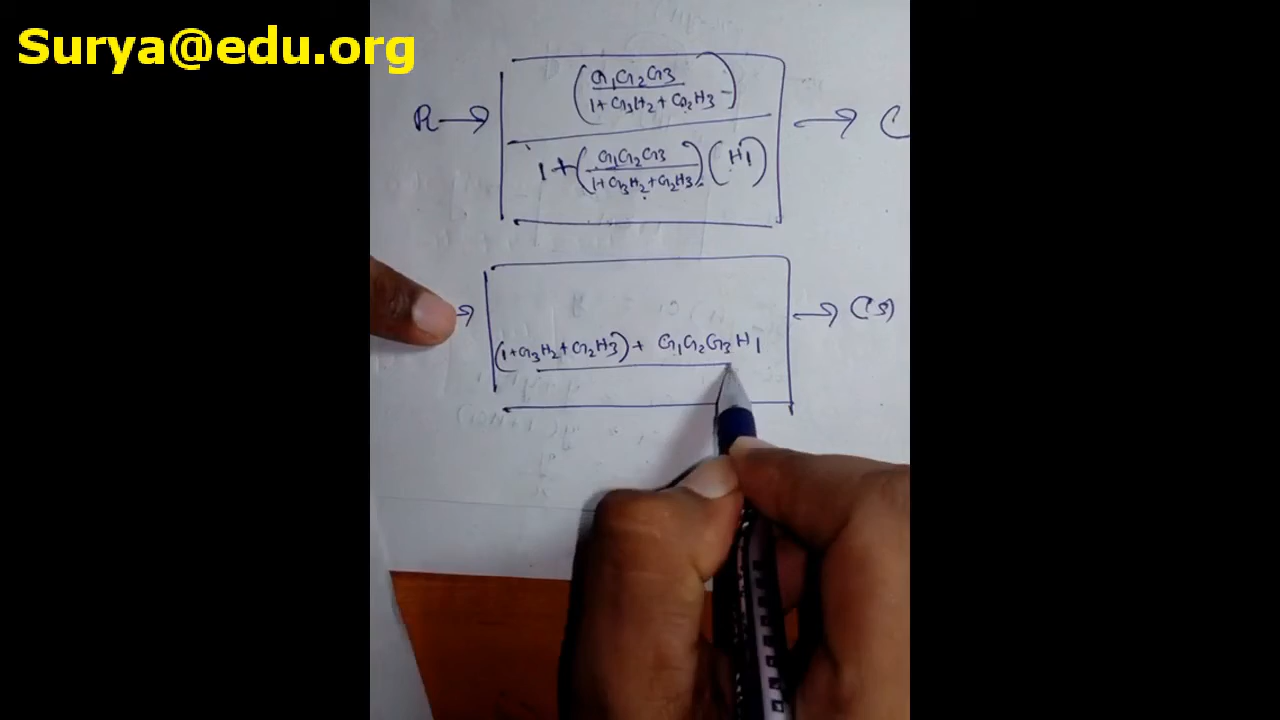 Surya@edu.org
(G1G2G3
1+G3H2+G2H3)
R → → C
1+(G1G2G3
1+G3H2+G2H3)(H1)
→ → C(s)
(1+G3H2+G2H3)+ G1G2G3H1